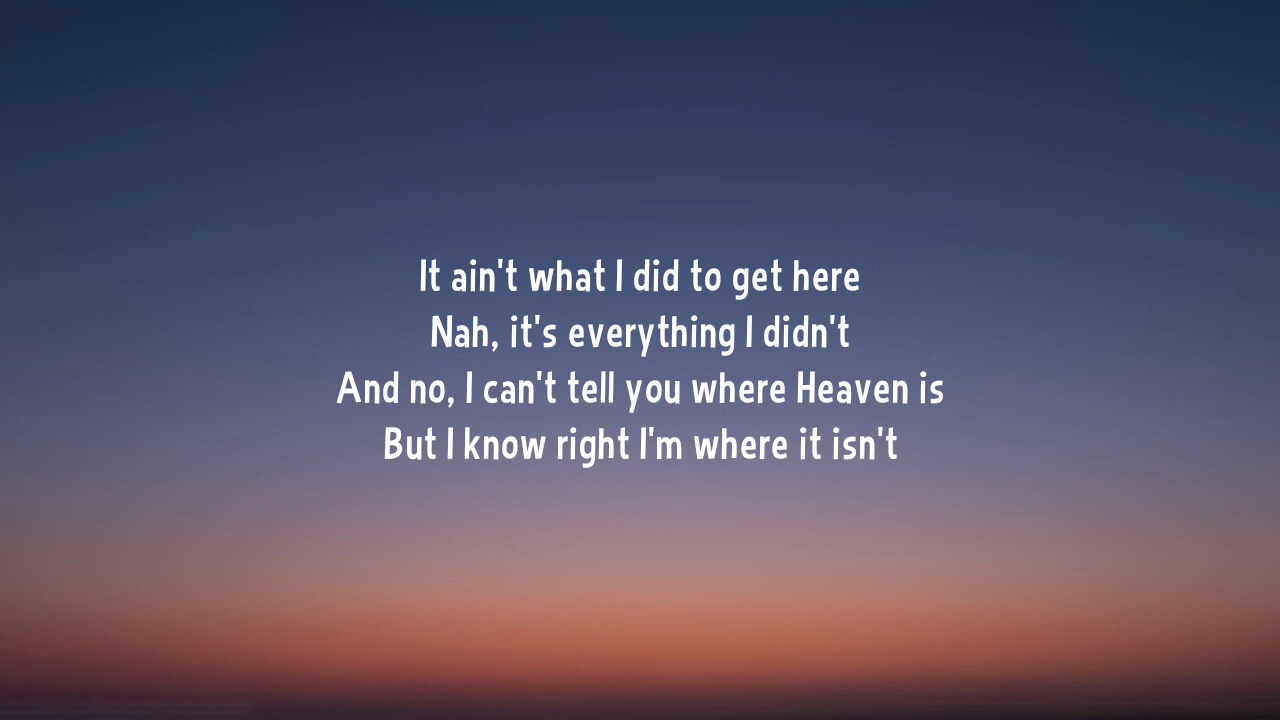 It ain't what I did to get here
Nah, it's everything I didn't
And no, I can't tell you where Heaven is
But I know right I'm where it isn't